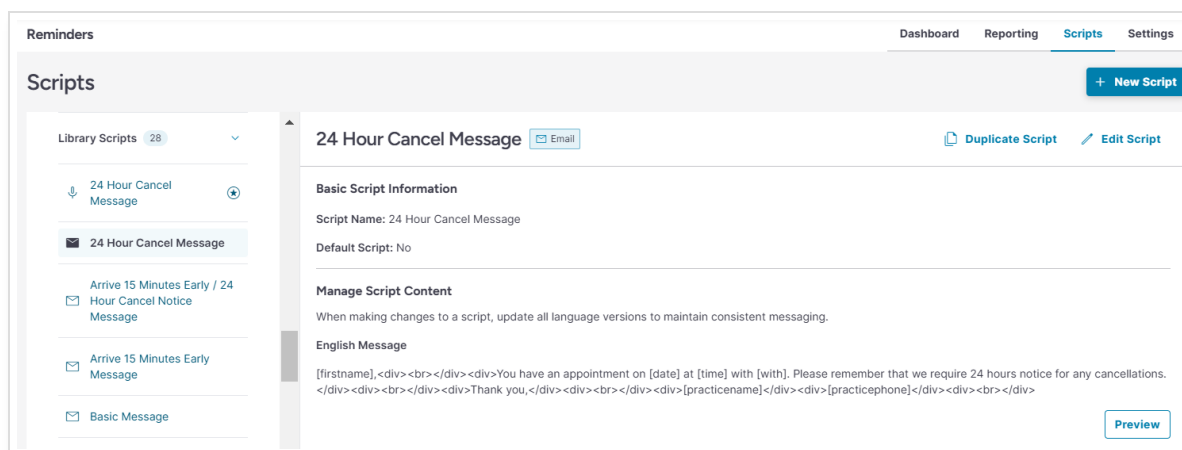 Reminders
Dashboard Reporting Scripts Settings
Scripts
+ New Script
Library Scripts 28
24 Hour Cancel
Message
24 Hour Cancel Message
Arrive 15 Minutes Early / 24
Hour Cancel Notice
Message
Arrive 15 Minutes Early
Message
Basic Message
24 Hour Cancel Message Email
Duplicate Script Edit Script
Basic Script Information
Script Name: 24 Hour Cancel Message
Default Script: No
Manage Script Content
When making changes to a script, update all language versions to maintain consistent messaging.
English Message
[firstname],<div><br></div><div>You have an appointment on [date] at [time] with [with]. Please remember that we require 24 hours notice for any cancellations.
</div><div><br></div><div>Thank you,</div><div><br></div><div>[practicename]</div><div>[practicephone]</div><div><br></div>
Preview